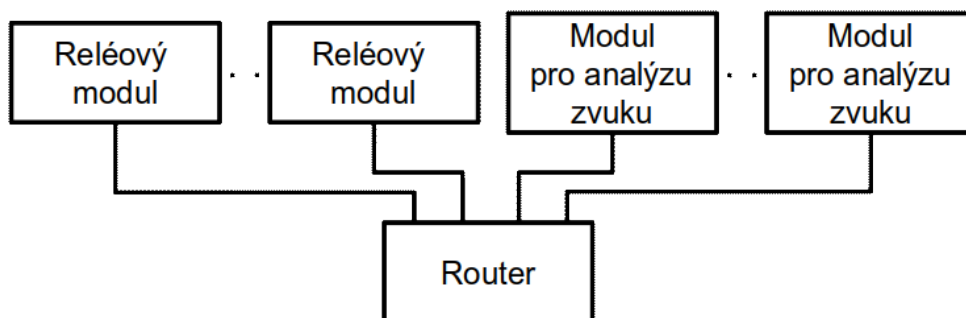 Reléový
modul
Reléový
modul
Modul
pro analýzu
zvuku
Modul
pro analýzu
zvuku
Router